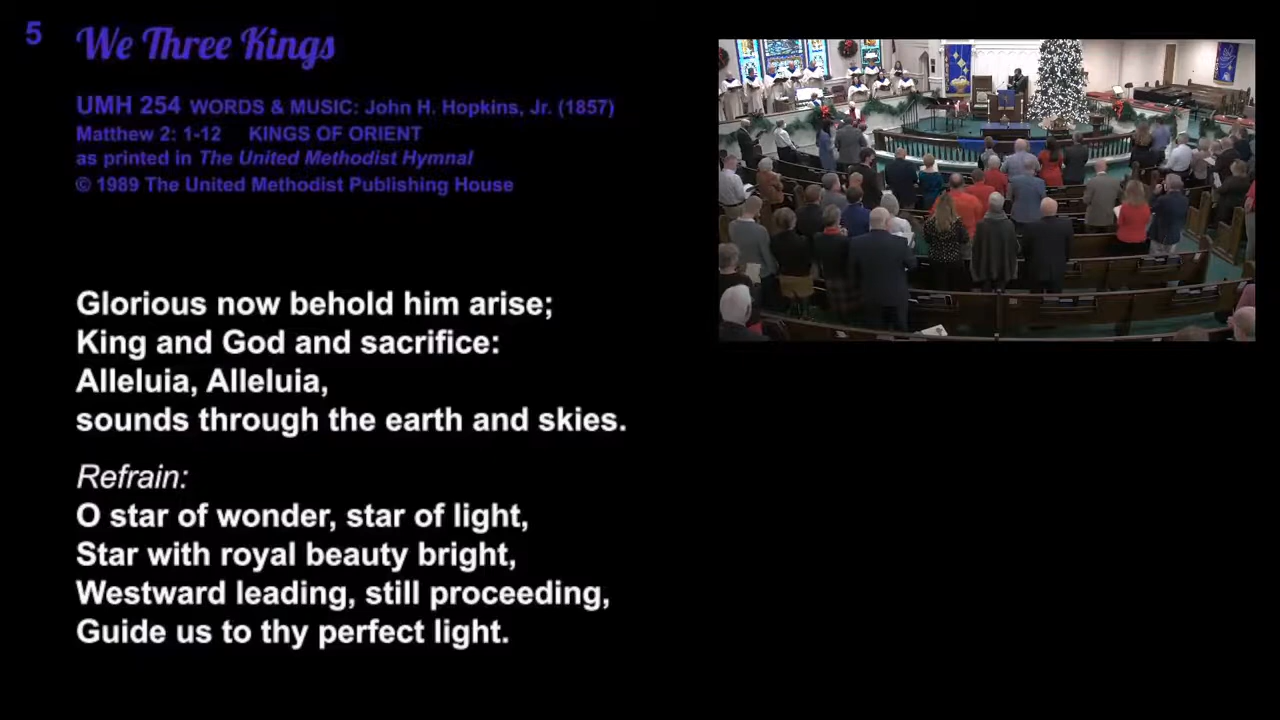 5 We Three Kings
UMH 254 WORDS & MUSIC: John H. Hopkins, Jr. (1857)
Matthew 2: 1-12 KINGS OF ORIENT
as printed in The United Methodist Hymnal
© 1989 The United Methodist Publishing House
Glorious now behold him arise;
King and God and sacrifice:
Alleluia, Alleluia,
sounds through the earth and skies.
Refrain:
O star of wonder, star of light,
Star with royal beauty bright,
Westward leading, still proceeding,
Guide us to thy perfect light.